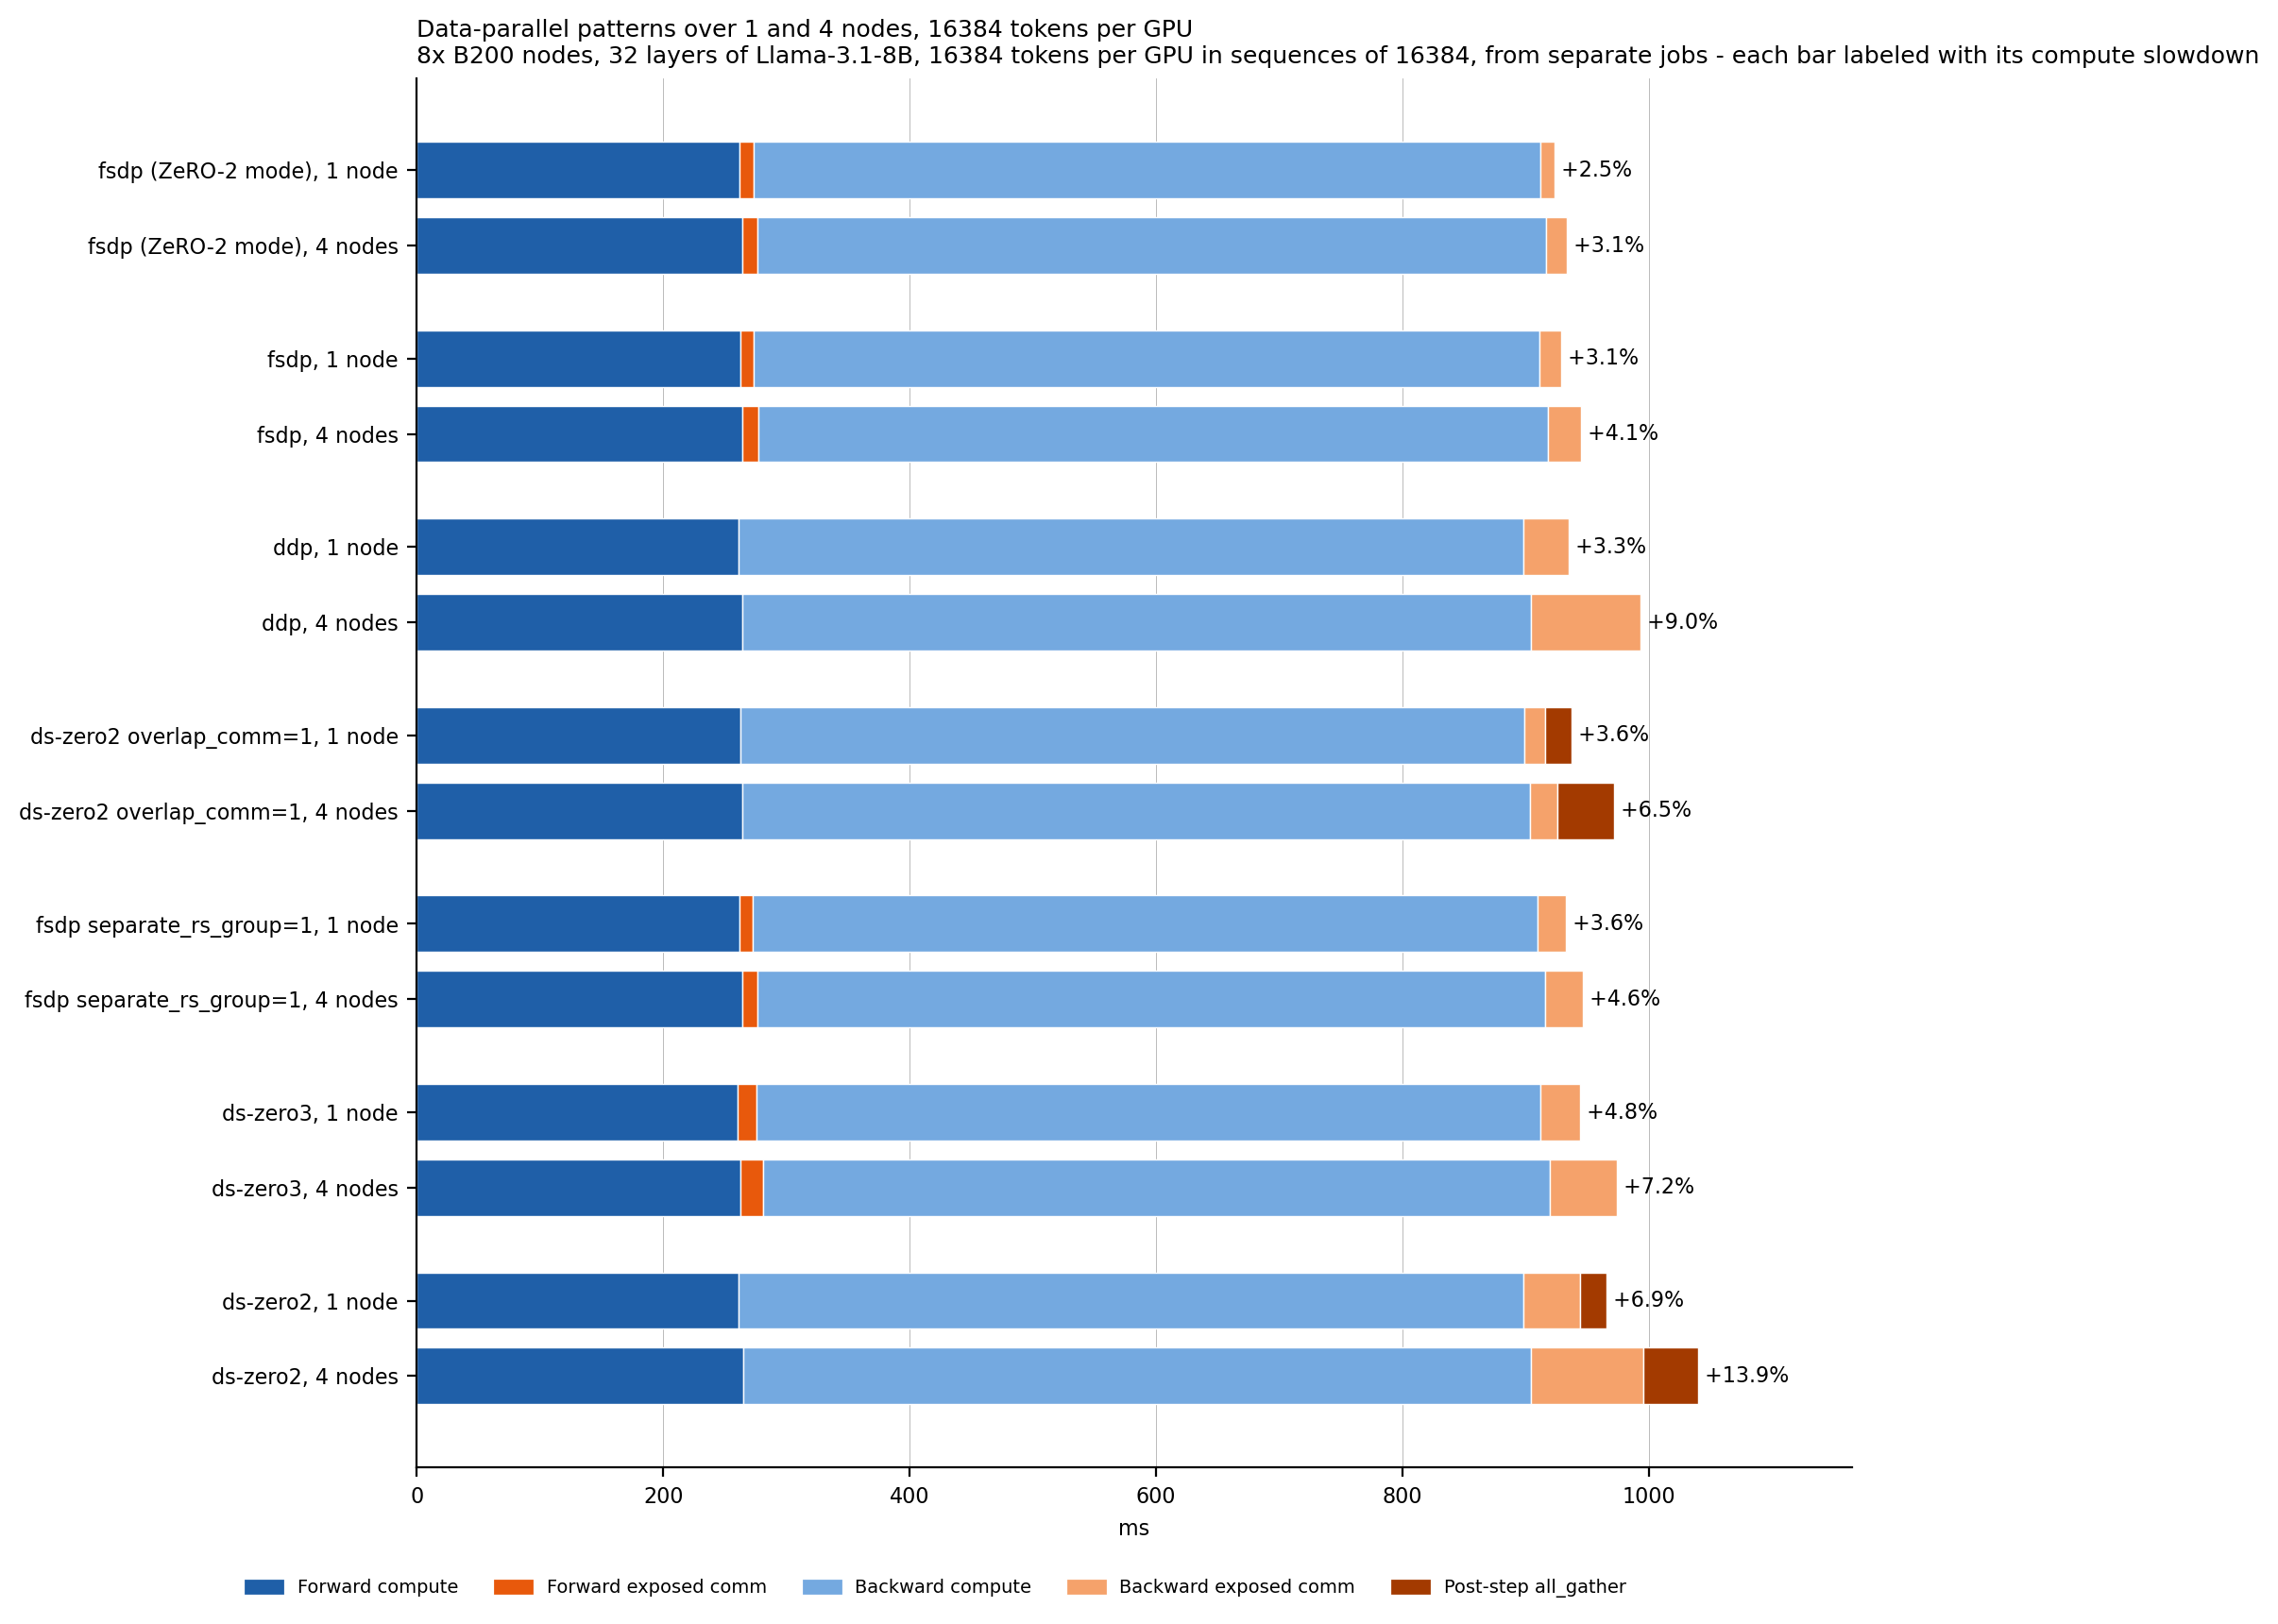 Data-parallel patterns over 1 and 4 nodes, 16384 tokens per GPU
8x B200 nodes, 32 layers of Llama-3.1-8B, 16384 tokens per GPU in sequences of 16384, from separate jobs - each bar labeled with its compute slowdown
fsdp (ZeRO-2 mode), 1 node +2.5%
fsdp (ZeRO-2 mode), 4 nodes +3.1%
fsdp, 1 node +3.1%
fsdp, 4 nodes +4.1%
ddp, 1 node +3.3%
ddp, 4 nodes +9.0%
ds-zero2 overlap_comm=1, 1 node +3.6%
ds-zero2 overlap_comm=1, 4 nodes +6.5%
fsdp separate_rs_group=1, 1 node +3.6%
fsdp separate_rs_group=1, 4 nodes +4.6%
ds-zero3, 1 node +4.8%
ds-zero3, 4 nodes +7.2%
ds-zero2, 1 node +6.9%
ds-zero2, 4 nodes +13.9%
0 200 400 600 800 1000
ms
Forward compute Forward exposed comm Backward compute Backward exposed comm Post-step all_gather